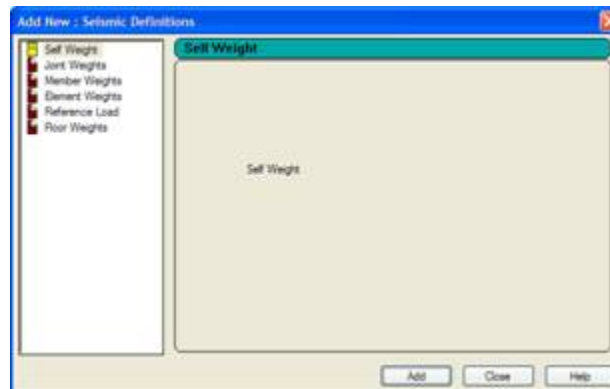 Add New : Seismic Definitions
Self Weight
Joint Weights
Member Weights
Element Weights
Reference Load
Floor Weights
Self Weight
Self Weight
Add
Close
Help